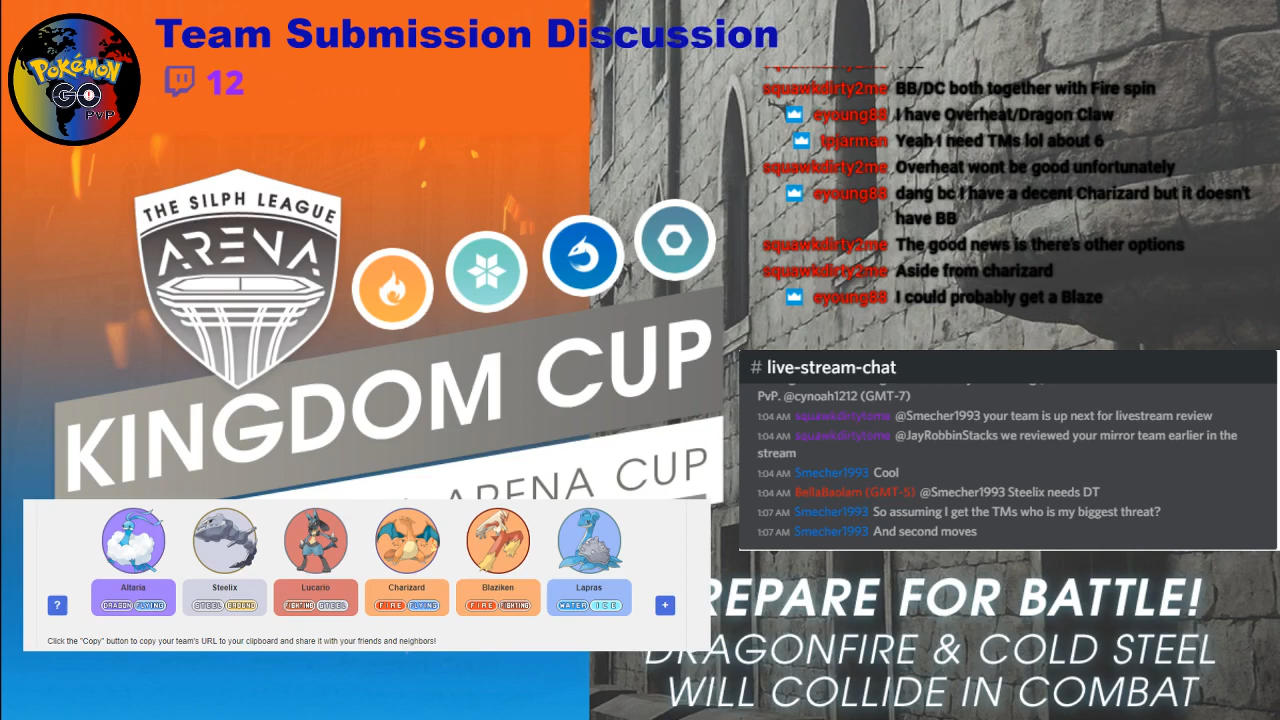 Team Submission Discussion
12
POKÉMON
GO
PVP
squawkdirty2me BB/DC both together with Fire spin
eyoung88 I have Overheat/Dragon Claw
tpjarman Yeah I need TMs lol about 6
squawkdirty2me Overheat wont be good unfortunately
eyoung88 dang bc I have a decent Charizard but it doesn't
have BB
squawkdirty2me The good news is there's other options
squawkdirty2me Aside from charizard
eyoung88 I could probably get a Blaze
THE SILPH LEAGUE
ARENA
KINGDOM CUP
ARENA CUP
# live-stream-chat
PvP. @cynoah1212 (GMT-7)
1:04 AM squawkdirtytome @Smecher1993 your team is up next for livestream review
1:04 AM squawkdirtytome @JayRobbinStacks we reviewed your mirror team earlier in the
stream
1:04 AM Smecher1993 Cool
1:04 AM BellaBaolam (GMT-5) @Smecher1993 Steelix needs DT
1:07 AM Smecher1993 So assuming I get the TMs who is my biggest threat?
1:07 AM Smecher1993 And second moves
Altaria Steelix Lucario Charizard Blaziken Lapras
? DRAGON FLYING STEEL GROUND FIGHTING STEEL FIRE FLYING FIRE FIGHTING WATER ICE +
Click the "Copy" button to copy your team's URL to your clipboard and share it with your friends and neighbors!
REPARE FOR BATTLE!
DRAGONFIRE & COLD STEEL
WILL COLLIDE IN COMBAT